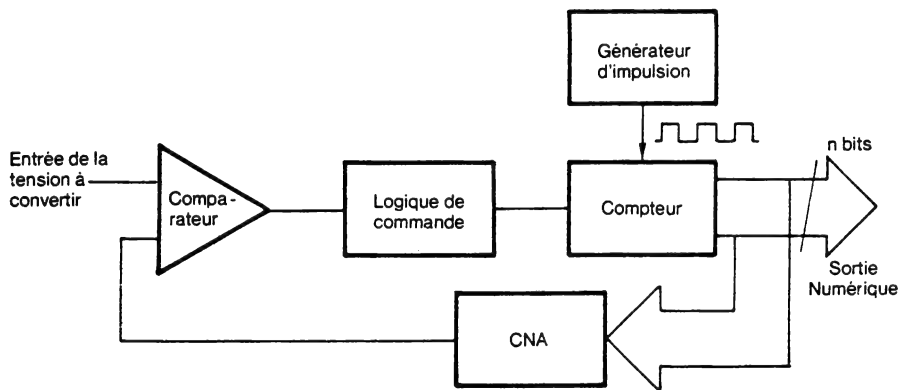 Générateur
d'impulsion
n bits
Entrée de la
tension à
convertir
Compa-
rateur
Logique de
commande
Compteur
Sortie
Numérique
CNA